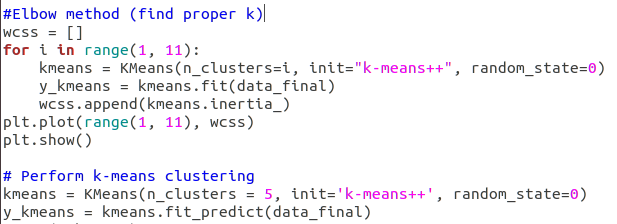 #Elbow method (find proper k)
wcss = []
for i in range(1, 11):
    kmeans = KMeans(n_clusters=i, init="k-means++", random_state=0)
    y_kmeans = kmeans.fit(data_final)
    wcss.append(kmeans.inertia_)
plt.plot(range(1, 11), wcss)
plt.show()

# Perform k-means clustering
kmeans = KMeans(n_clusters = 5, init='k-means++', random_state=0)
y_kmeans = kmeans.fit_predict(data_final)